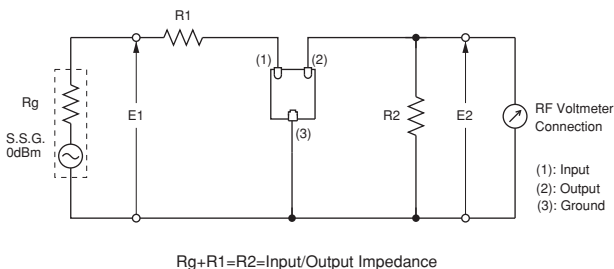 R1
(1)
(2)
Rg
E1
R2
E2
RF Voltmeter
Connection
S.S.G.
0dBm
(3)
(1): Input
(2): Output
(3): Ground
Rg+R1=R2=Input/Output Impedance